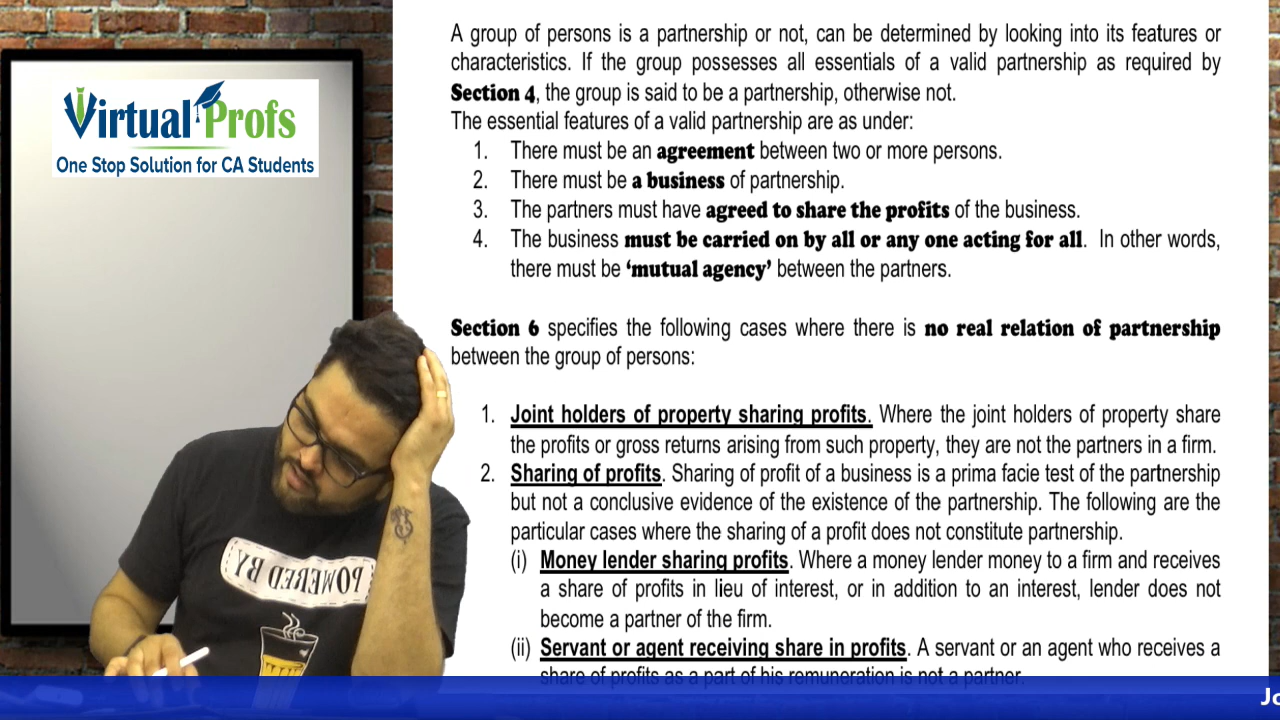 Virtual Profs
One Stop Solution for CA Students
A group of persons is a partnership or not, can be determined by looking into its features or
characteristics. If the group possesses all essentials of a valid partnership as required by
Section 4, the group is said to be a partnership, otherwise not.
The essential features of a valid partnership are as under:
1. There must be an agreement between two or more persons.
2. There must be a business of partnership.
3. The partners must have agreed to share the profits of the business.
4. The business must be carried on by all or any one acting for all. In other words,
there must be ‘mutual agency’ between the partners.
Section 6 specifies the following cases where there is no real relation of partnership
between the group of persons:
1. Joint holders of property sharing profits. Where the joint holders of property share
the profits or gross returns arising from such property, they are not the partners in a firm.
2. Sharing of profits. Sharing of profit of a business is a prima facie test of the partnership
but not a conclusive evidence of the existence of the partnership. The following are the
particular cases where the sharing of a profit does not constitute partnership.
(i) Money lender sharing profits. Where a money lender money to a firm and receives
a share of profits in lieu of interest, or in addition to an interest, lender does not
become a partner of the firm.
(ii) Servant or agent receiving share in profits. A servant or an agent who receives a
share of profits as a part of his remuneration is not a partner.
POWERED BY